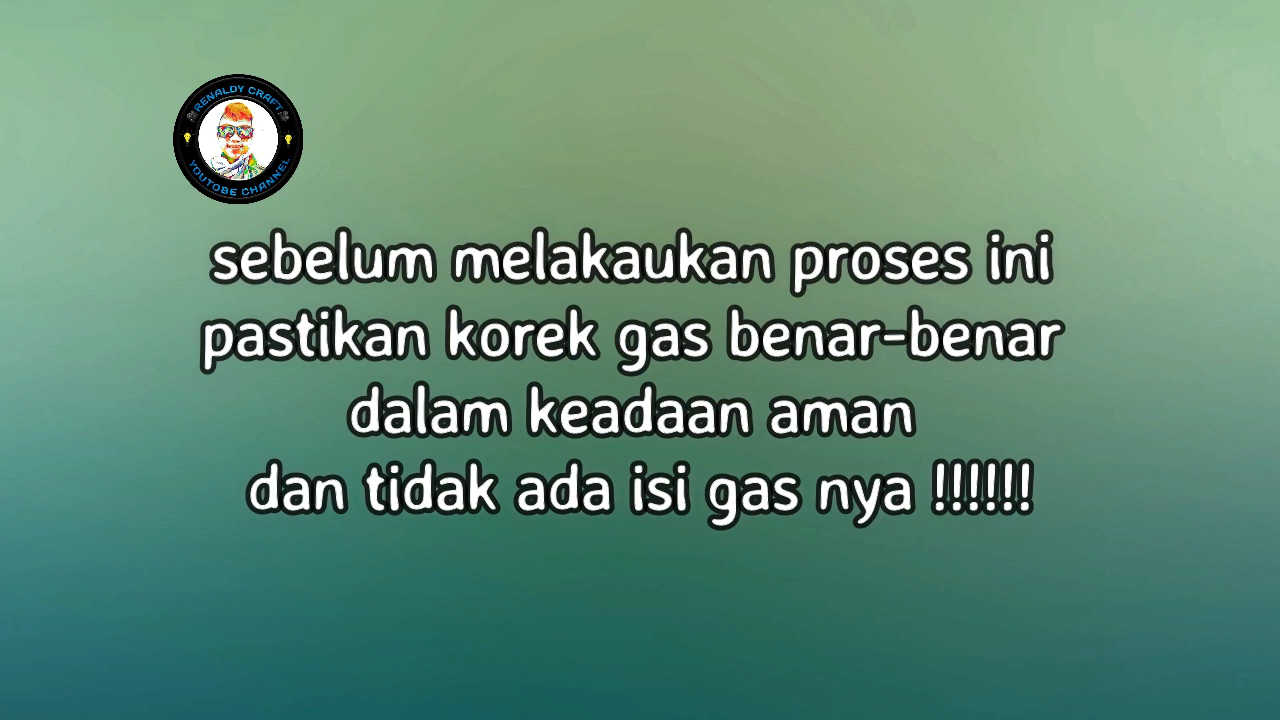 RENALDY CRAFT
YOUTOBE CHANNEL
sebelum melakaukan proses ini
pastikan korek gas benar-benar
dalam keadaan aman
dan tidak ada isi gas nya !!!!!!